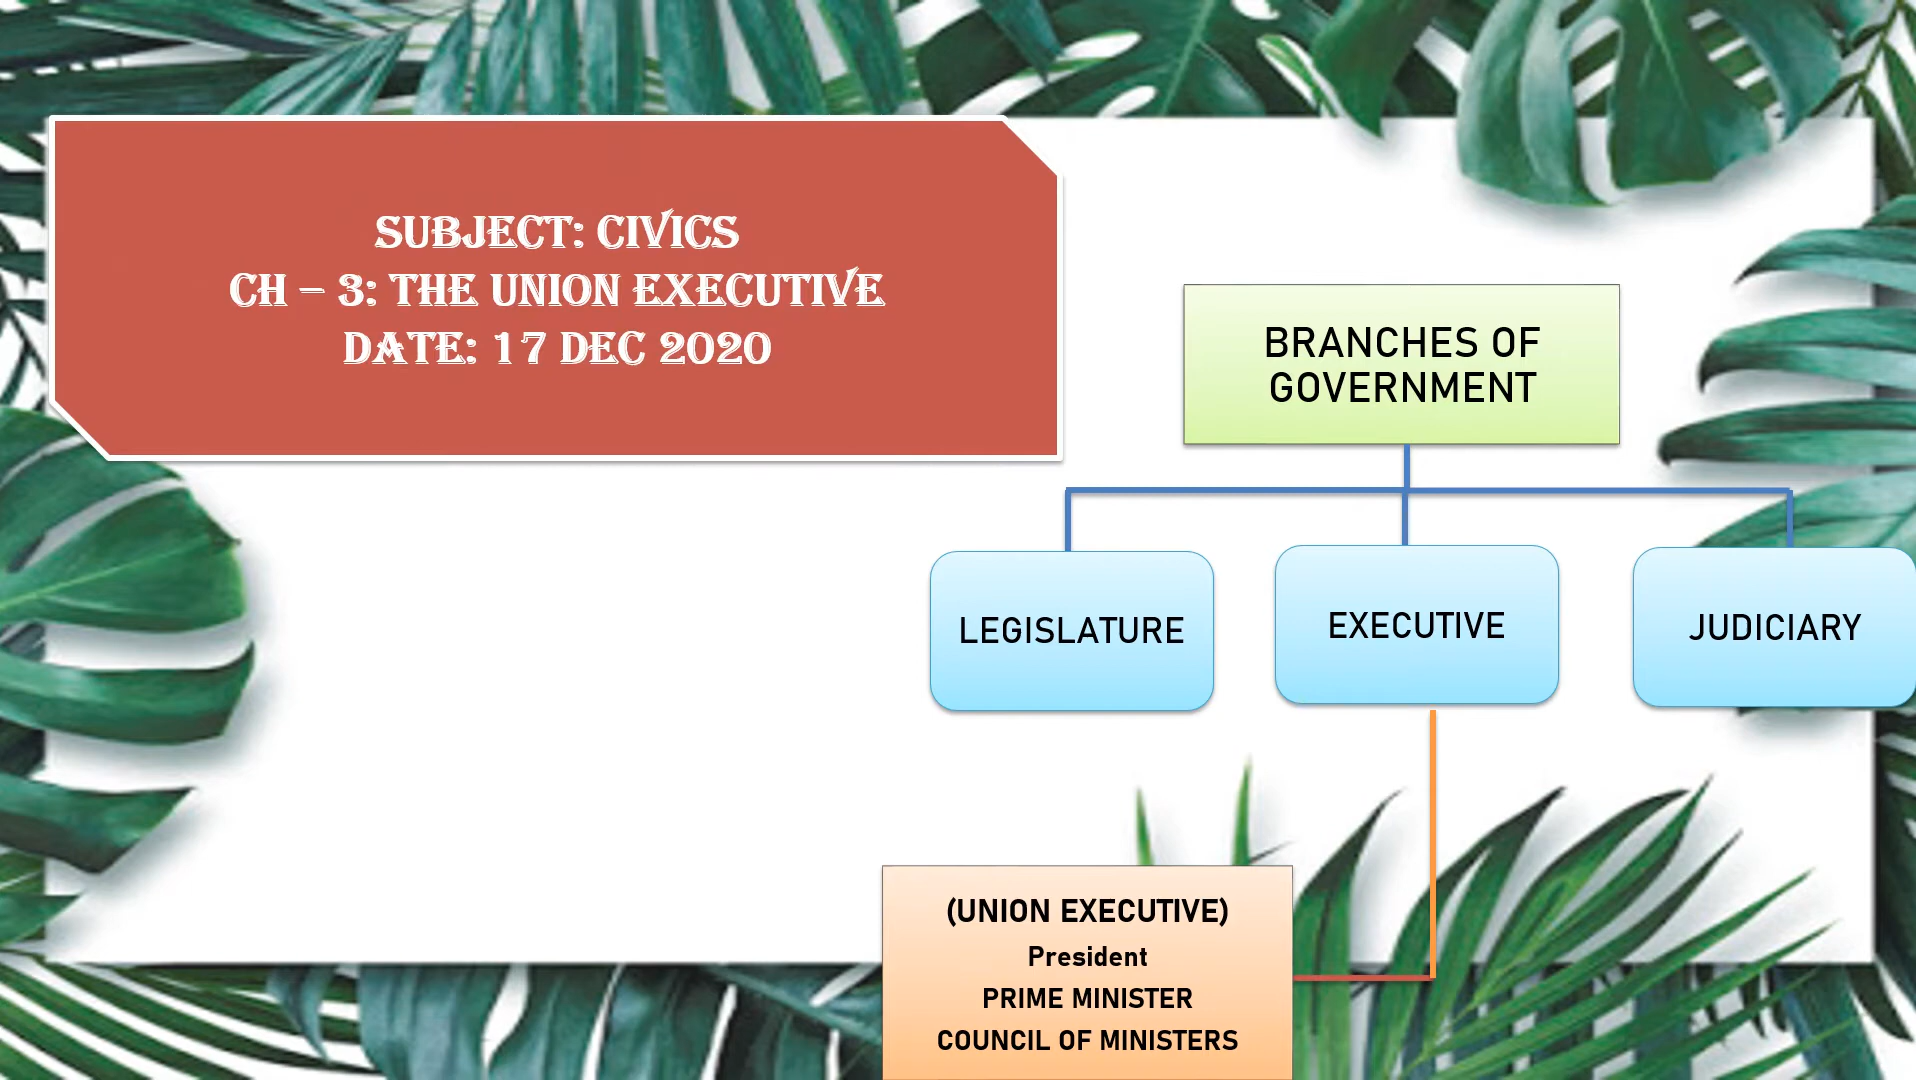 SUBJECT: CIVICS
CH – 3: THE UNION EXECUTIVE
DATE: 17 DEC 2020
BRANCHES OF
GOVERNMENT
LEGISLATURE
EXECUTIVE
JUDICIARY
(UNION EXECUTIVE)
President
PRIME MINISTER
COUNCIL OF MINISTERS